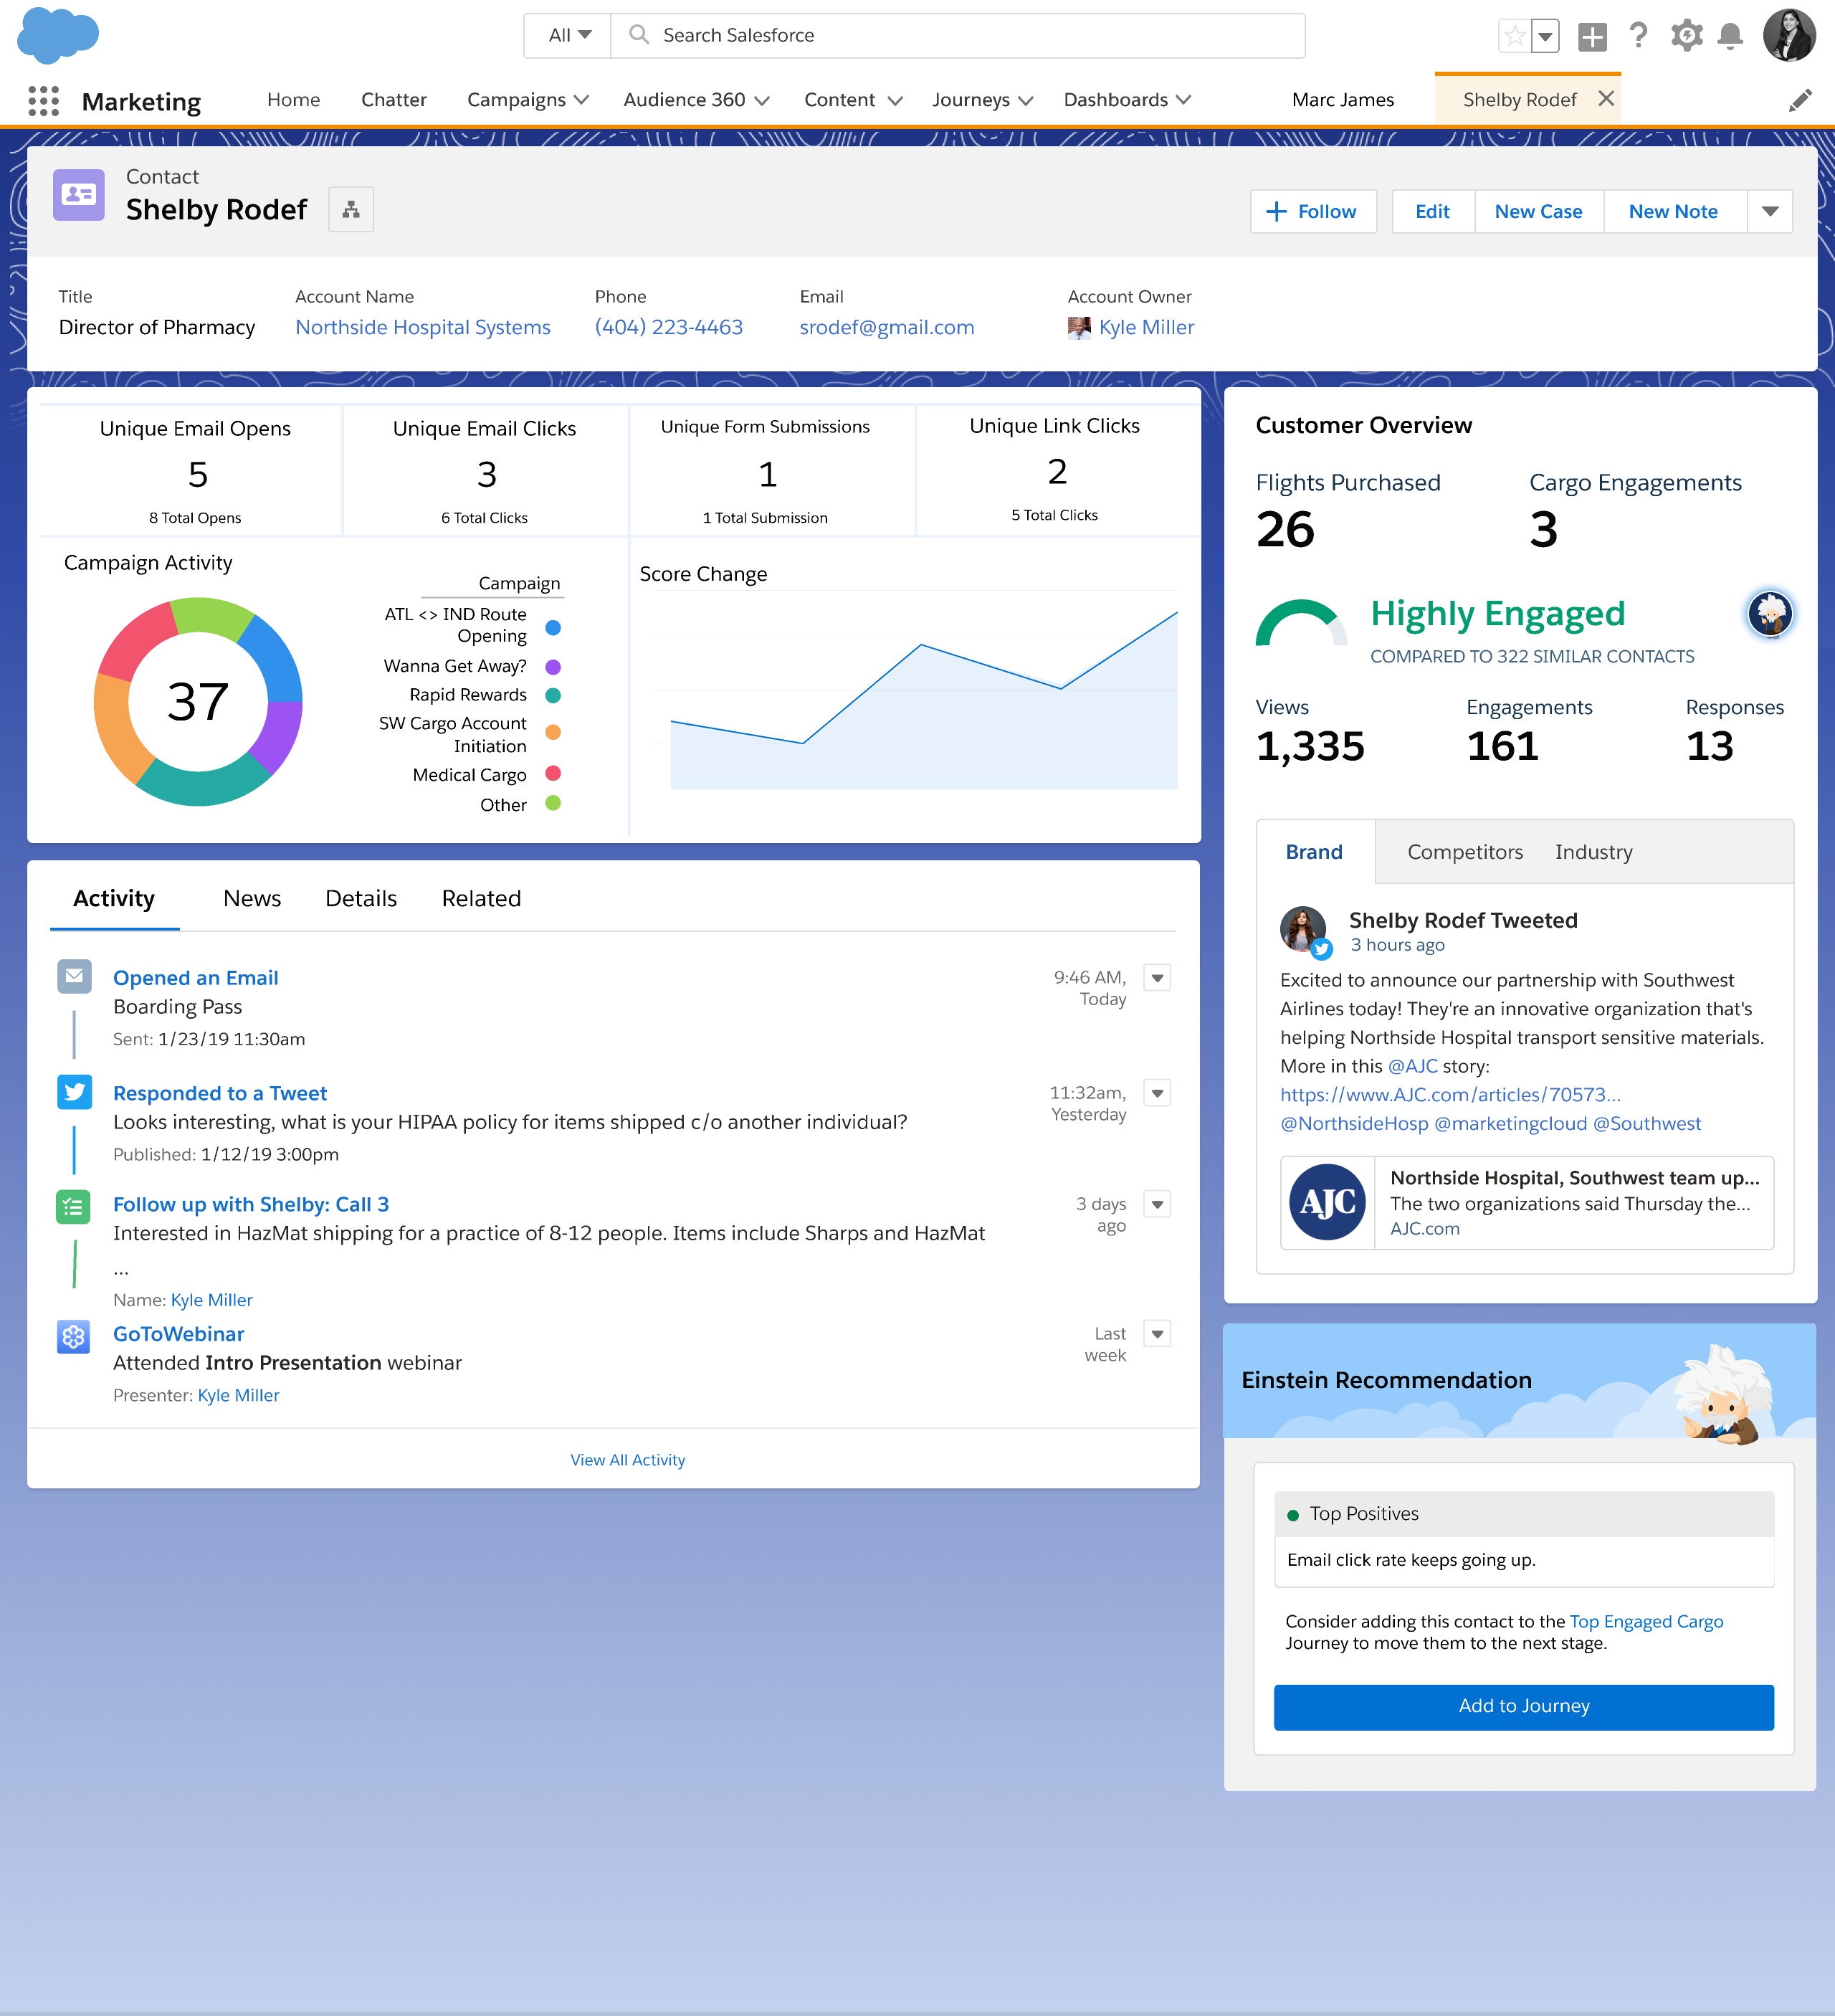 All
Search Salesforce
Marketing
Home
Chatter
Campaigns
Audience 360
Content
Journeys
Dashboards
Marc James
Shelby Rodef
Contact
Shelby Rodef
Follow
Edit
New Case
New Note
Title
Director of Pharmacy
Account Name
Northside Hospital Systems
Phone
(404) 223-4463
Email
srodef@gmail.com
Account Owner
Kyle Miller
Unique Email Opens
5
8 Total Opens
Unique Email Clicks
3
6 Total Clicks
Unique Form Submissions
1
1 Total Submission
Unique Link Clicks
2
5 Total Clicks
Campaign Activity
37
Campaign
ATL <> IND Route
Opening
Wanna Get Away?
Rapid Rewards
SW Cargo Account
Initiation
Medical Cargo
Other
Score Change
Activity
News
Details
Related
Opened an Email
Boarding Pass
Sent: 1/23/19 11:30am
9:46 AM,
Today
Responded to a Tweet
Looks interesting, what is your HIPAA policy for items shipped c/o another individual?
Published: 1/12/19 3:00pm
11:32am,
Yesterday
Follow up with Shelby: Call 3
Interested in HazMat shipping for a practice of 8-12 people. Items include Sharps and HazMat
...
Name: Kyle Miller
3 days
ago
GoToWebinar
Attended Intro Presentation webinar
Presenter: Kyle Miller
Last
week
View All Activity
Customer Overview
Flights Purchased
26
Cargo Engagements
3
Highly Engaged
COMPARED TO 322 SIMILAR CONTACTS
Views
1,335
Engagements
161
Responses
13
Brand
Competitors
Industry
Shelby Rodef Tweeted
3 hours ago
Excited to announce our partnership with Southwest
Airlines today! They're an innovative organization that's
helping Northside Hospital transport sensitive materials.
More in this @AJC story:
https://www.AJC.com/articles/70573...
@NorthsideHosp @marketingcloud @Southwest
AJC
Northside Hospital, Southwest team up...
The two organizations said Thursday the...
AJC.com
Einstein Recommendation
Top Positives
Email click rate keeps going up.
Consider adding this contact to the Top Engaged Cargo
Journey to move them to the next stage.
Add to Journey